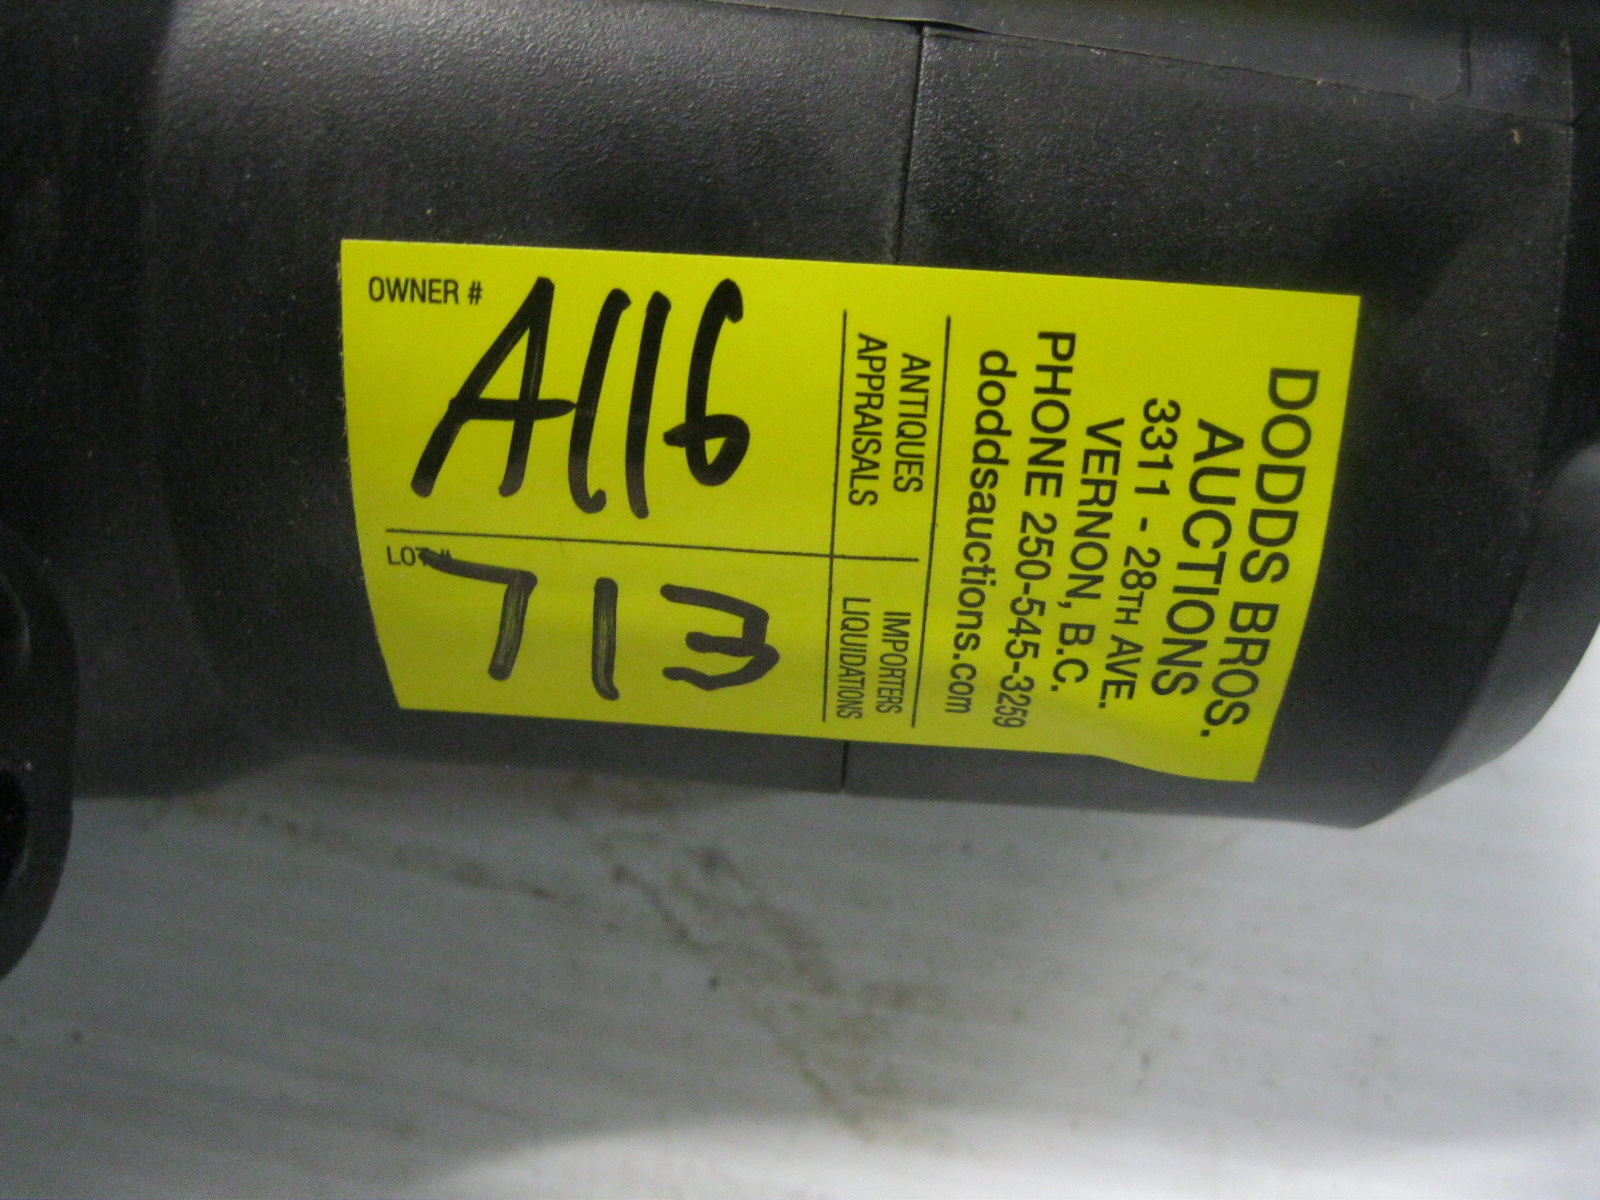 DODDS BROS.
AUCTIONS
3311 - 28TH AVE.
VERNON, B.C.
PHONE 250-545-3259
doddsauctions.com
ANTIQUES
APPRAISALS
IMPORTERS
LIQUIDATIONS
OWNER #
A116
LOT #
713